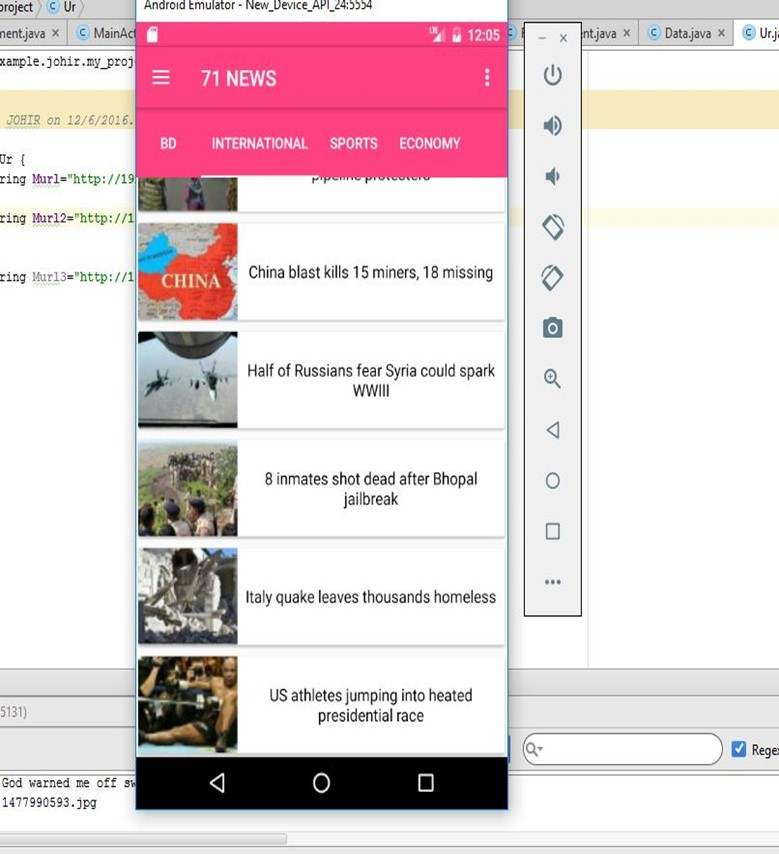 project Ur
Android Emulator - New_Device_API_24:5554
ment.java × MainAct
nt.java × Data.java × Ur.j
12:05
71 NEWS
BD INTERNATIONAL SPORTS ECONOMY
xample.johir.my_proj
JOHIR on 12/6/2016.
Ur {
ring Murl="http://19
ring Murl2="http://1
ring Murl3="http://1
pipeline protesters
CHINA
China blast kills 15 miners, 18 missing
Half of Russians fear Syria could spark
WWIII
8 inmates shot dead after Bhopal
jailbreak
Italy quake leaves thousands homeless
US athletes jumping into heated
presidential race
5131)
Regex
God warned me off sw
1477990593.jpg